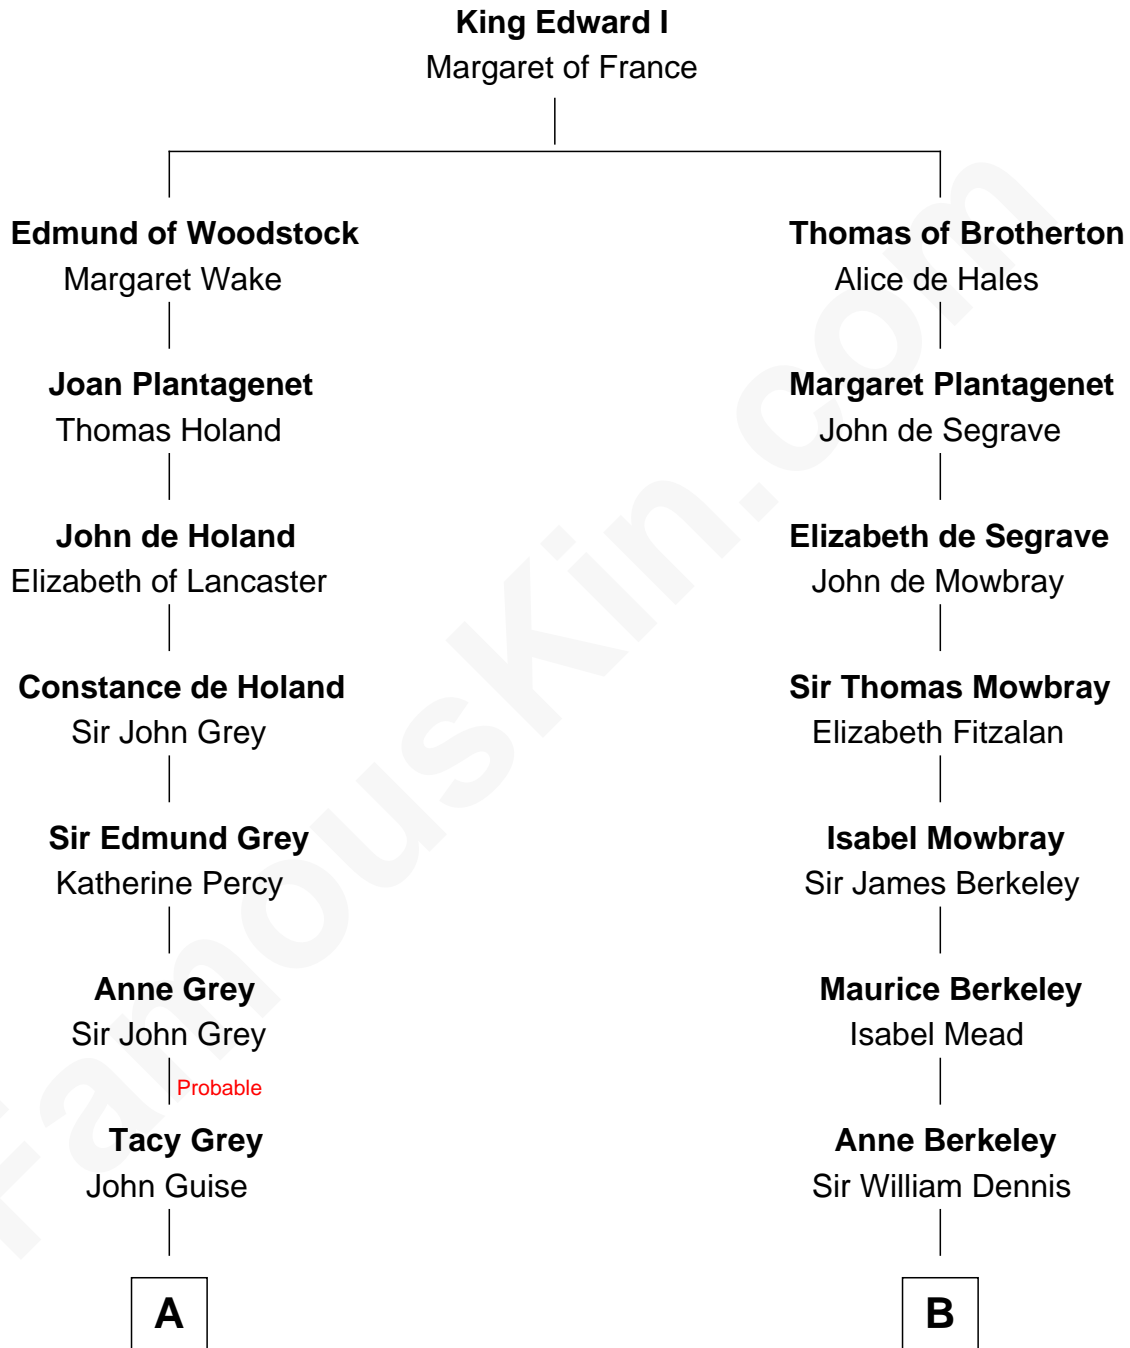 King Edward I
Margaret of France
Edmund of Woodstock
Margaret Wake
Joan Plantagenet
Thomas Holand
John de Holand
Elizabeth of Lancaster
Constance de Holand
Sir John Grey
Sir Edmund Grey
Katherine Percy
Anne Grey
Sir John Grey
Probable
Tacy Grey
John Guise
A
Thomas of Brotherton
Alice de Hales
Margaret Plantagenet
John de Segrave
Elizabeth de Segrave
John de Mowbray
Sir Thomas Mowbray
Elizabeth Fitzalan
Isabel Mowbray
Sir James Berkeley
Maurice Berkeley
Isabel Mead
Anne Berkeley
Sir William Dennis
B
FamousKin.com